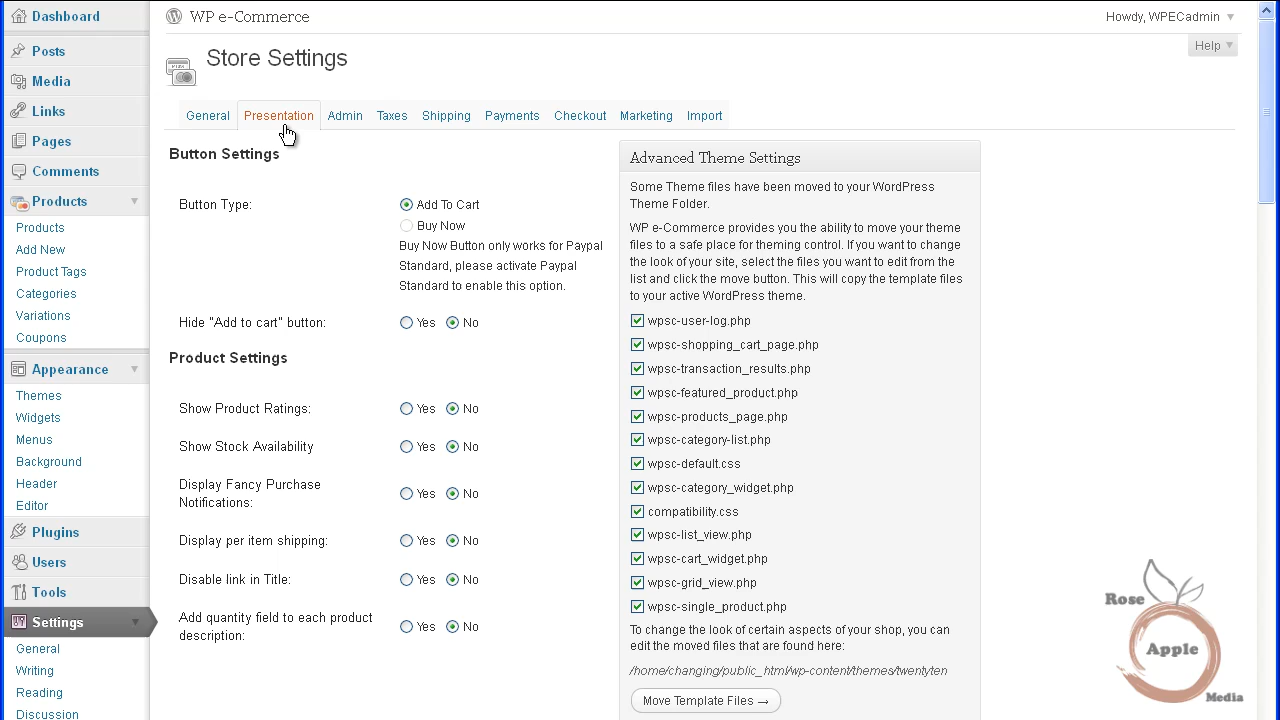 Dashboard
Posts
Media
Links
Pages
Comments
Products
Products
Add New
Product Tags
Categories
Variations
Coupons
Appearance
Themes
Widgets
Menus
Background
Header
Editor
Plugins
Users
Tools
Settings
General
Writing
Reading
Discussion
WP e-Commerce
Howdy, WPECadmin
Help
Store Settings
General Presentation Admin Taxes Shipping Payments Checkout Marketing Import
Button Settings
Button Type:
Add To Cart
Buy Now
Buy Now Button only works for Paypal
Standard, please activate Paypal
Standard to enable this option.
Hide "Add to cart" button: Yes No
Product Settings
Show Product Ratings: Yes No
Show Stock Availability Yes No
Display Fancy Purchase
Notifications: Yes No
Display per item shipping: Yes No
Disable link in Title: Yes No
Add quantity field to each product
description: Yes No
Advanced Theme Settings
Some Theme files have been moved to your WordPress
Theme Folder.
WP e-Commerce provides you the ability to move your theme
files to a safe place for theming control. If you want to change
the look of your site, select the files you want to edit from the
list and click the move button. This will copy the template files
to your active WordPress theme.
wpsc-user-log.php
wpsc-shopping_cart_page.php
wpsc-transaction_results.php
wpsc-featured_product.php
wpsc-products_page.php
wpsc-category-list.php
wpsc-default.css
wpsc-category_widget.php
compatibility.css
wpsc-list_view.php
wpsc-cart_widget.php
wpsc-grid_view.php
wpsc-single_product.php
To change the look of certain aspects of your shop, you can
edit the moved files that are found here:
/home/changing/public_html/wp-content/themes/twentyten
Move Template Files →
Rose
Apple
Media